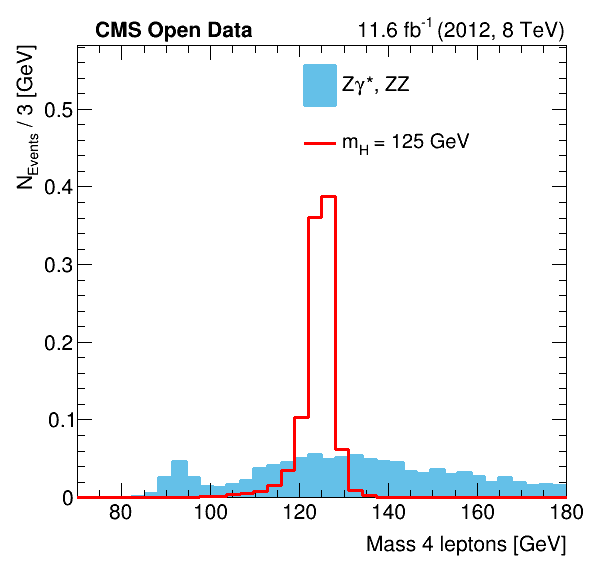 CMS Open Data
11.6 fb⁻¹ (2012, 8 TeV)
N_Events / 3 [GeV]
Zγ*, ZZ
m_H = 125 GeV
0.5
0.4
0.3
0.2
0.1
0
80 100 120 140 160 180
Mass 4 leptons [GeV]